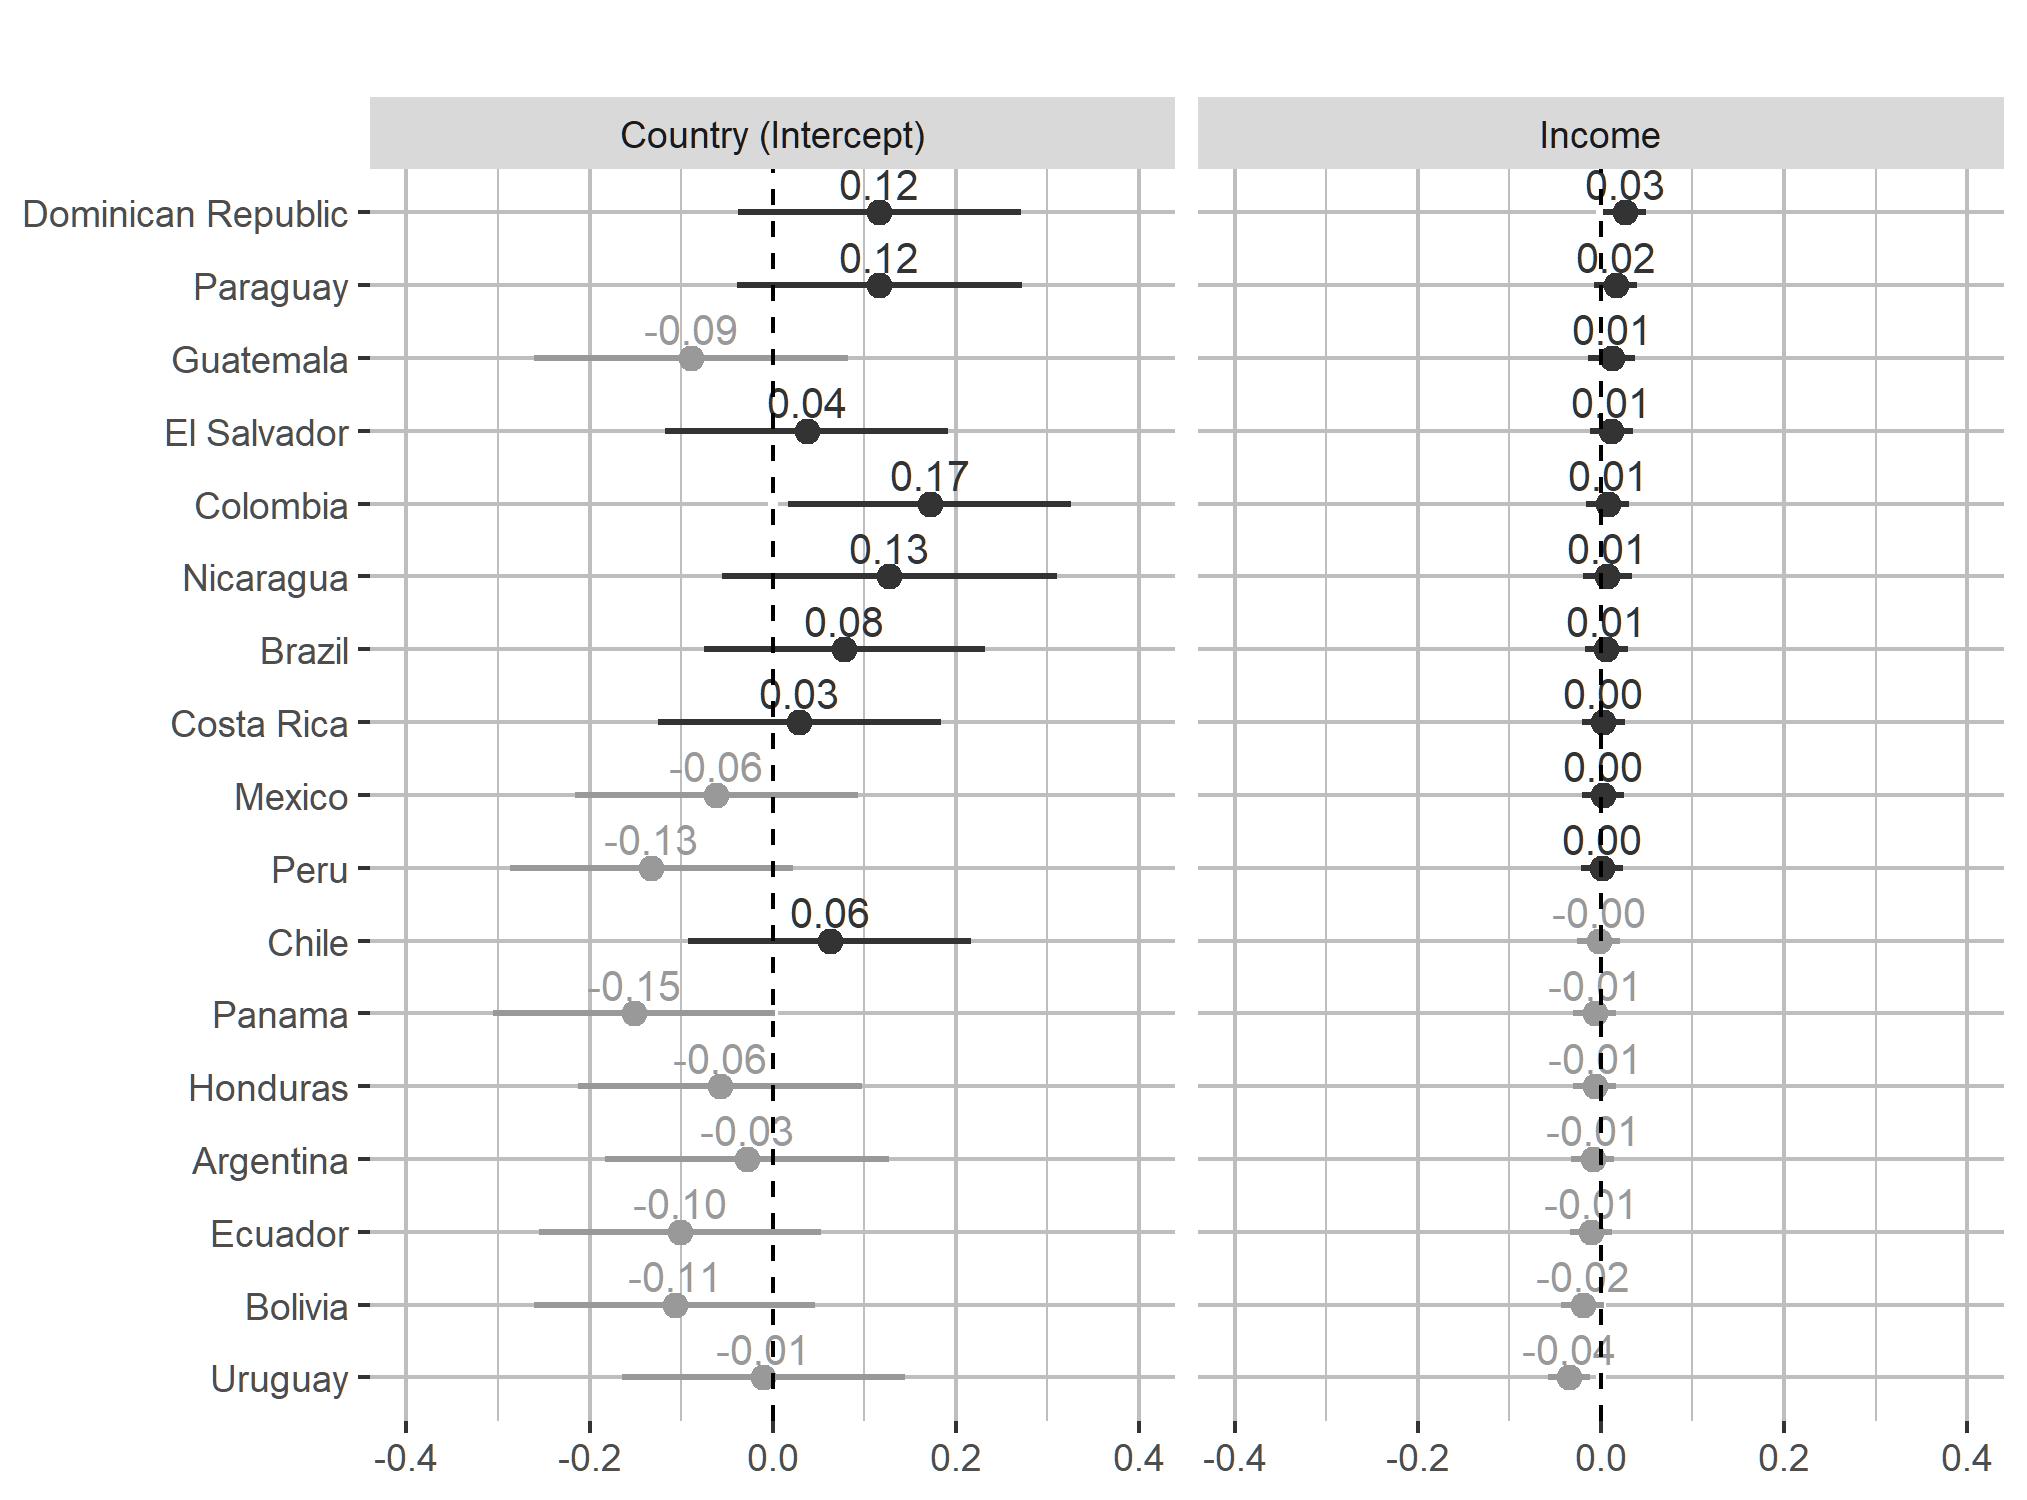 Country (Intercept) Income
Dominican Republic 0.12 0.03
Paraguay 0.12 0.02
Guatemala -0.09 0.01
El Salvador 0.04 0.01
Colombia 0.17 0.01
Nicaragua 0.13 0.01
Brazil 0.08 0.01
Costa Rica 0.03 0.00
Mexico -0.06 0.00
Peru -0.13 0.00
Chile 0.06 -0.00
Panama -0.15 -0.01
Honduras -0.06 -0.01
Argentina -0.03 -0.01
Ecuador -0.10 -0.01
Bolivia -0.11 -0.02
Uruguay -0.01 -0.04
-0.4 -0.2 0.0 0.2 0.4 -0.4 -0.2 0.0 0.2 0.4